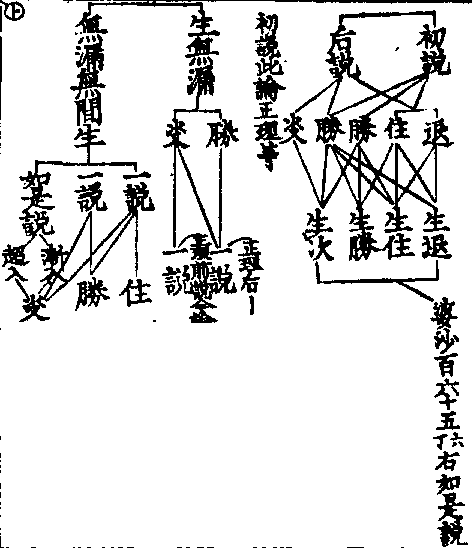 上
初說
后說
退
住
勝
勝
炎
生退
生住
生勝
生次
婆沙百六十五
六丁
右如是說
初說此論正理等
生無漏
勝
炎
一說
一說
正理右
無漏無間生
一說
一說
如是說
漸入
超入
住
勝
炎